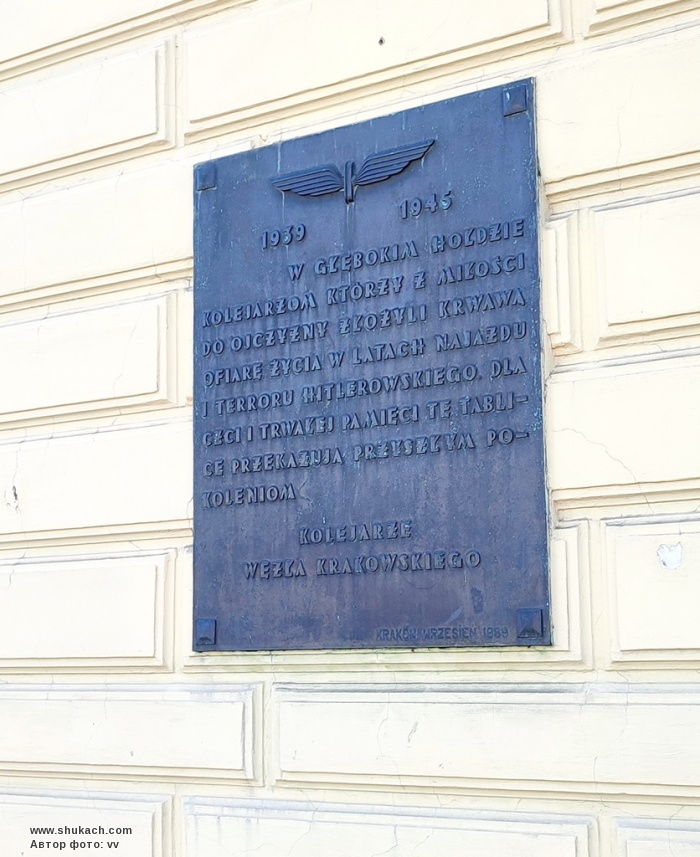 1939 1945
W GŁĘBOKIM HOŁDZIE
KOLEJARZOM KTÓRZY Z MIŁOŚCI
DO OJCZYZNY ZŁOŻYLI KRWAWĄ
OFIARĘ ŻYCIA W LATACH NAJAZDU
I TERRORU HITLEROWSKIEGO. DLA
CZCI I TRWAŁEJ PAMIĘCI TĘ TABLI-
CĘ PRZEKAZUJĄ PRZYSZŁYM PO-
KOLENIOM
KOLEJARZE
WĘZŁA KRAKOWSKIEGO
KRAKÓW WRZESIEŃ 1989
www.shukach.com
Автор фото: vv